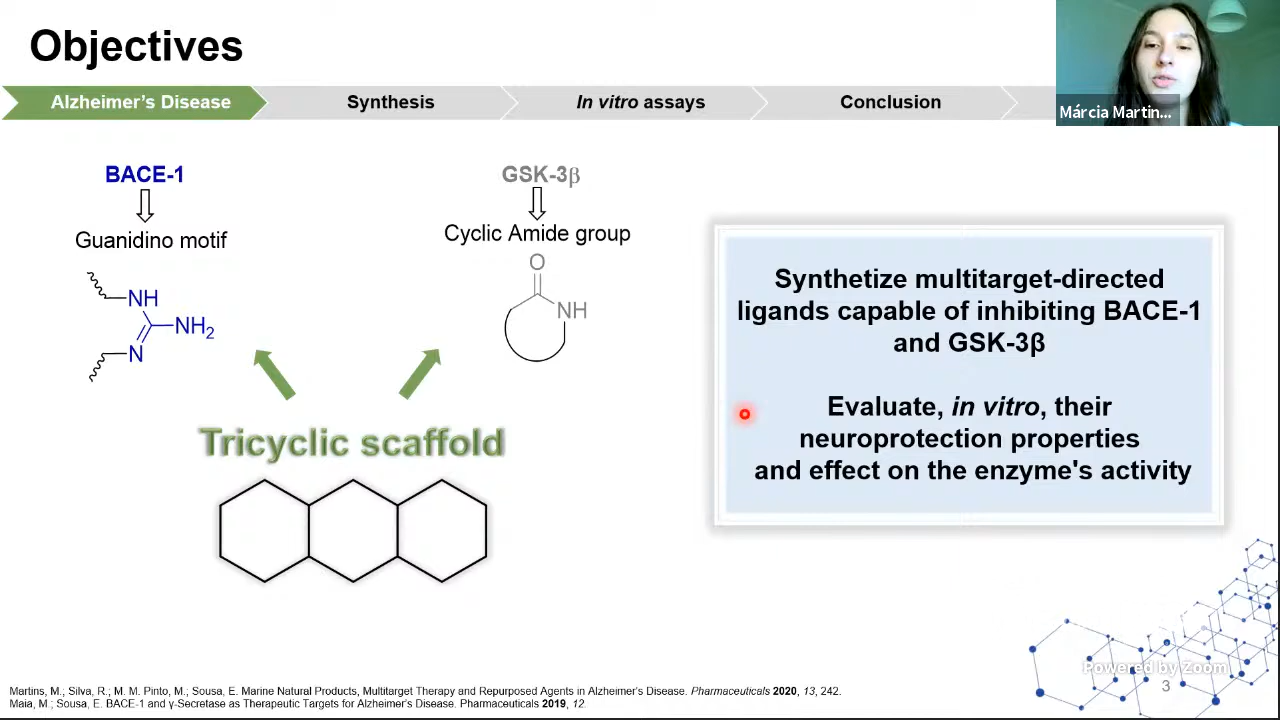 Objectives
Alzheimer's Disease
Synthesis
In vitro assays
Conclusion
Márcia Martin...
BACE-1
Guanidino motif
NH
NH2
N
GSK-3β
Cyclic Amide group
O
NH
Tricyclic scaffold
Synthetize multitarget-directed
ligands capable of inhibiting BACE-1
and GSK-3β
Evaluate, in vitro, their
neuroprotection properties
and effect on the enzyme's activity
Martins, M.; Silva, R.; M. M. Pinto, M.; Sousa, E. Marine Natural Products, Multitarget Therapy and Repurposed Agents in Alzheimer's Disease. Pharmaceuticals 2020, 13, 242.
Maia, M.; Sousa, E. BACE-1 and γ-Secretase as Therapeutic Targets for Alzheimer's Disease. Pharmaceuticals 2019, 12.
Powered by Zoom
3